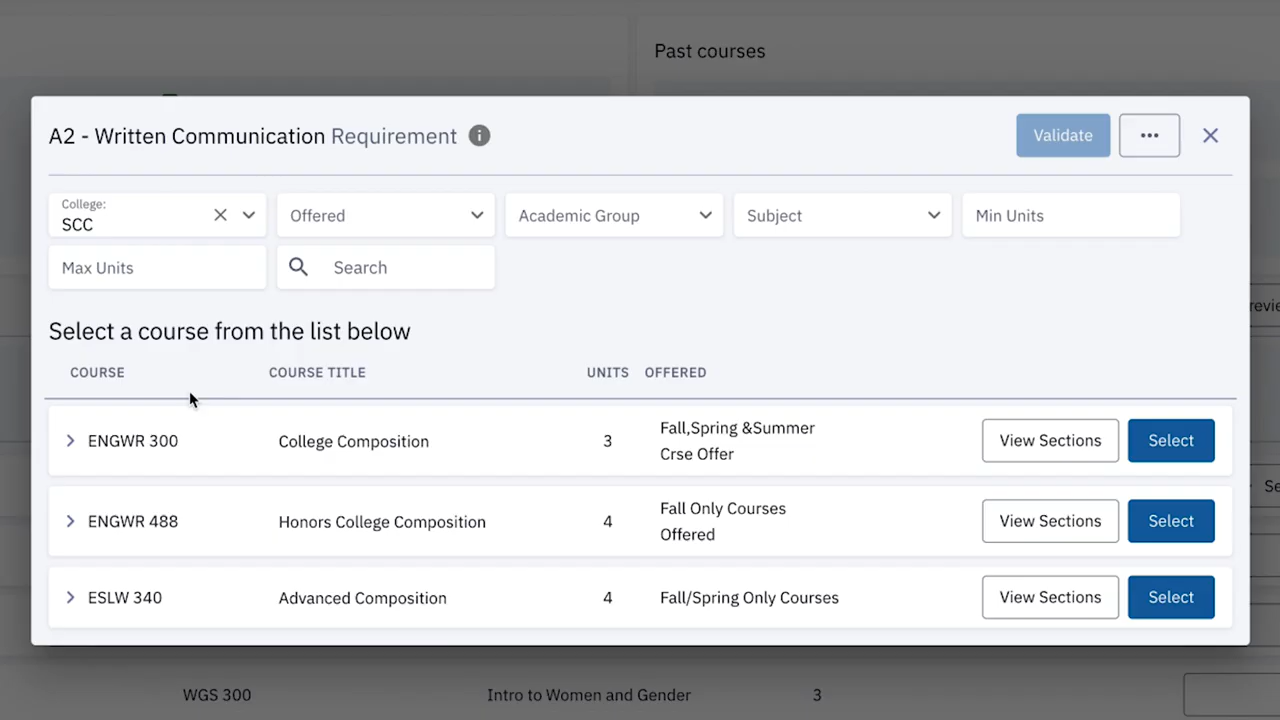 Past courses
A2 - Written Communication Requirement
Validate
College:
SCC
Offered
Academic Group
Subject
Min Units
Max Units
Search
Select a course from the list below
COURSE COURSE TITLE UNITS OFFERED
ENGWR 300 College Composition 3 Fall,Spring &Summer
Crse Offer
View Sections Select
ENGWR 488 Honors College Composition 4 Fall Only Courses
Offered
View Sections Select
ESLW 340 Advanced Composition 4 Fall/Spring Only Courses View Sections Select
WGS 300 Intro to Women and Gender 3